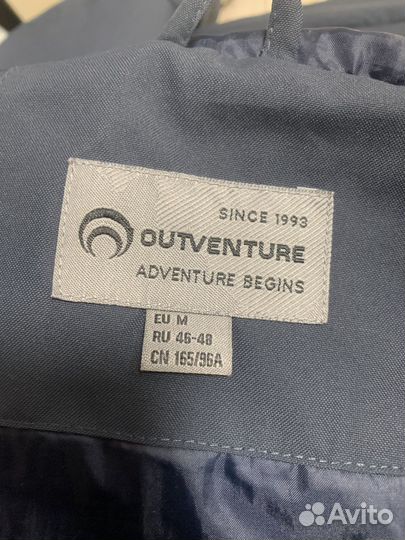 SINCE 1993
OUTVENTURE
ADVENTURE BEGINS
EU M
RU 46-48
CN 165/96A
Avito